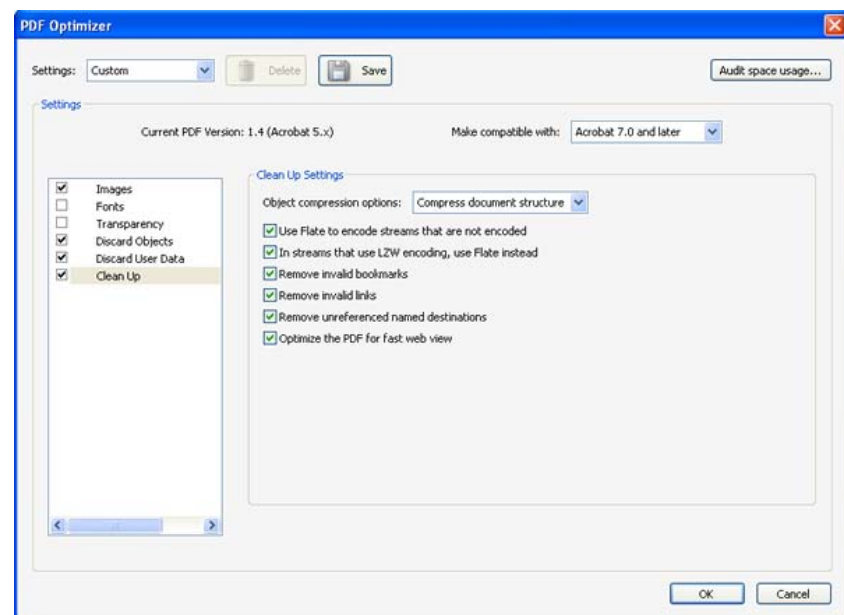 PDF Optimizer
Settings: Custom Delete Save Audit space usage...
Settings
Current PDF Version: 1.4 (Acrobat 5.x) Make compatible with: Acrobat 7.0 and later
Images
Fonts
Transparency
Discard Objects
Discard User Data
Clean Up
Clean Up Settings
Object compression options: Compress document structure
Use Flate to encode streams that are not encoded
In streams that use LZW encoding, use Flate instead
Remove invalid bookmarks
Remove invalid links
Remove unreferenced named destinations
Optimize the PDF for fast web view
OK Cancel